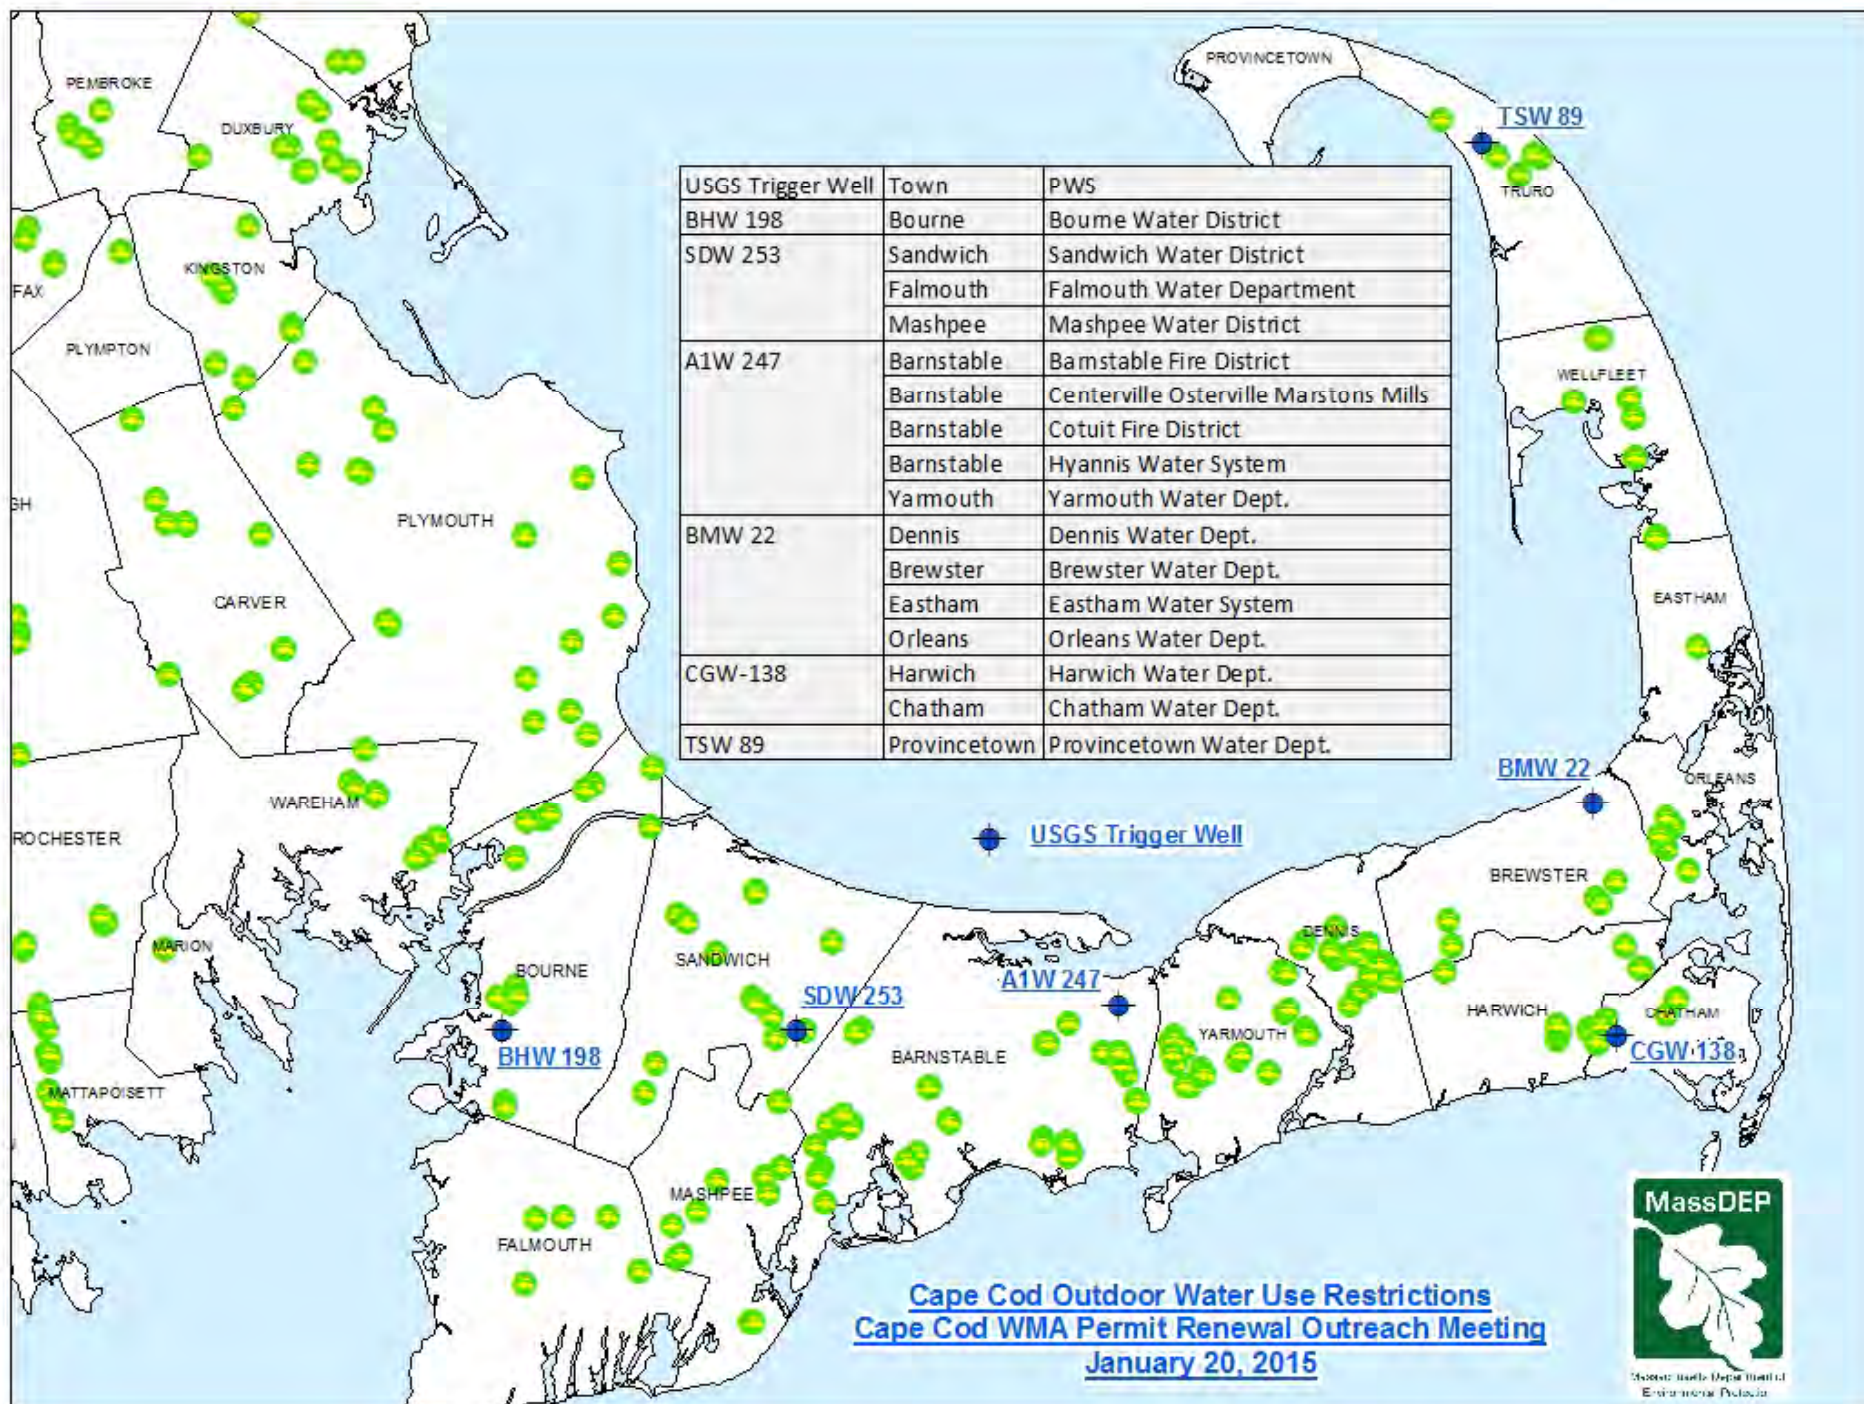 PROVINCETOWN
PEMBROKE
TSW 89
DUXBURY
TRURO
USGS Trigger Well Town PWS
BHW 198 Bourne Bourne Water District
SDW 253 Sandwich Sandwich Water District
Falmouth Falmouth Water Department
Mashpee Mashpee Water District
A1W 247 Barnstable Barnstable Fire District
Barnstable Centerville Osterville Marstons Mills
Barnstable Cotuit Fire District
Barnstable Hyannis Water System
Yarmouth Yarmouth Water Dept.
BMW 22 Dennis Dennis Water Dept.
Brewster Brewster Water Dept.
Eastham Eastham Water System
Orleans Orleans Water Dept.
CGW-138 Harwich Harwich Water Dept.
Chatham Chatham Water Dept.
TSW 89 Provincetown Provincetown Water Dept.
KINGSTON
FAX
PLYMPTON
WELLFLEET
SH
PLYMOUTH
CARVER
EASTHAM
BMW 22
ORLEANS
WAREHAM
ROCHESTER
USGS Trigger Well
BREWSTER
DENNIS
MARION
SANDWICH
BOURNE
A1W 247
SDW 253
HARWICH
CHATHAM
YARMOUTH
CGW-138
BHW 198
BARNSTABLE
MATTAPOISETT
MASHPEE
FALMOUTH
MassDEP
Cape Cod Outdoor Water Use Restrictions
Cape Cod WMA Permit Renewal Outreach Meeting
January 20, 2015
Massachusetts Department of
Environmental Protection